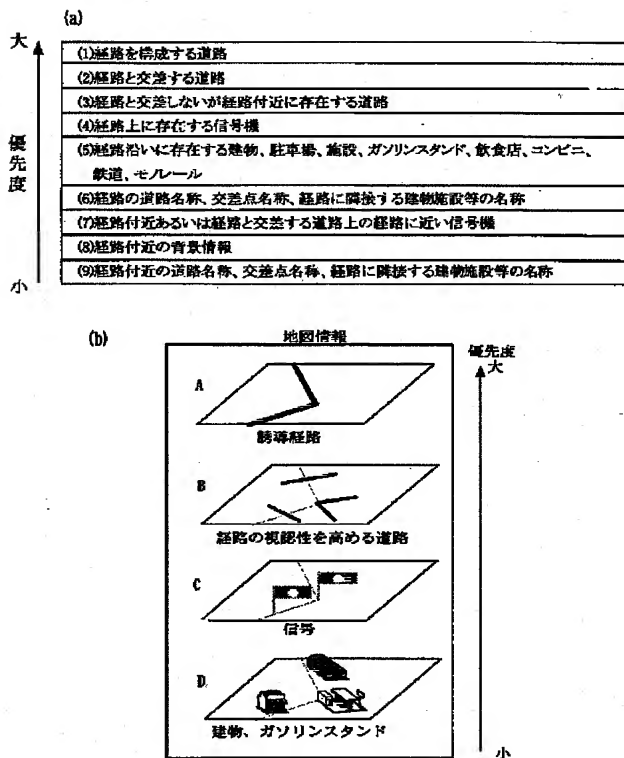 (a)
大
(1)経路を構成する道路
(2)経路と交差する道路
(3)経路と交差しないが経路付近に存在する道路
(4)経路上に存在する信号機
(5)経路沿いに存在する建物、駐車場、施設、ガソリンスタンド、飲食店、コンビニ、
鉄道、モノレール
(6)経路の道路名称、交差点名称、経路に隣接する建物施設等の名称
(7)経路付近あるいは経路と交差する道路上の経路に近い信号機
(8)経路付近の背景情報
(9)経路付近の道路名称、交差点名称、経路に隣接する建物施設等の名称
優先度
小
(b)
地図情報
優先度
大
A
誘導経路
B
経路の視認性を高める道路
C
信号
D
建物、ガソリンスタンド
小